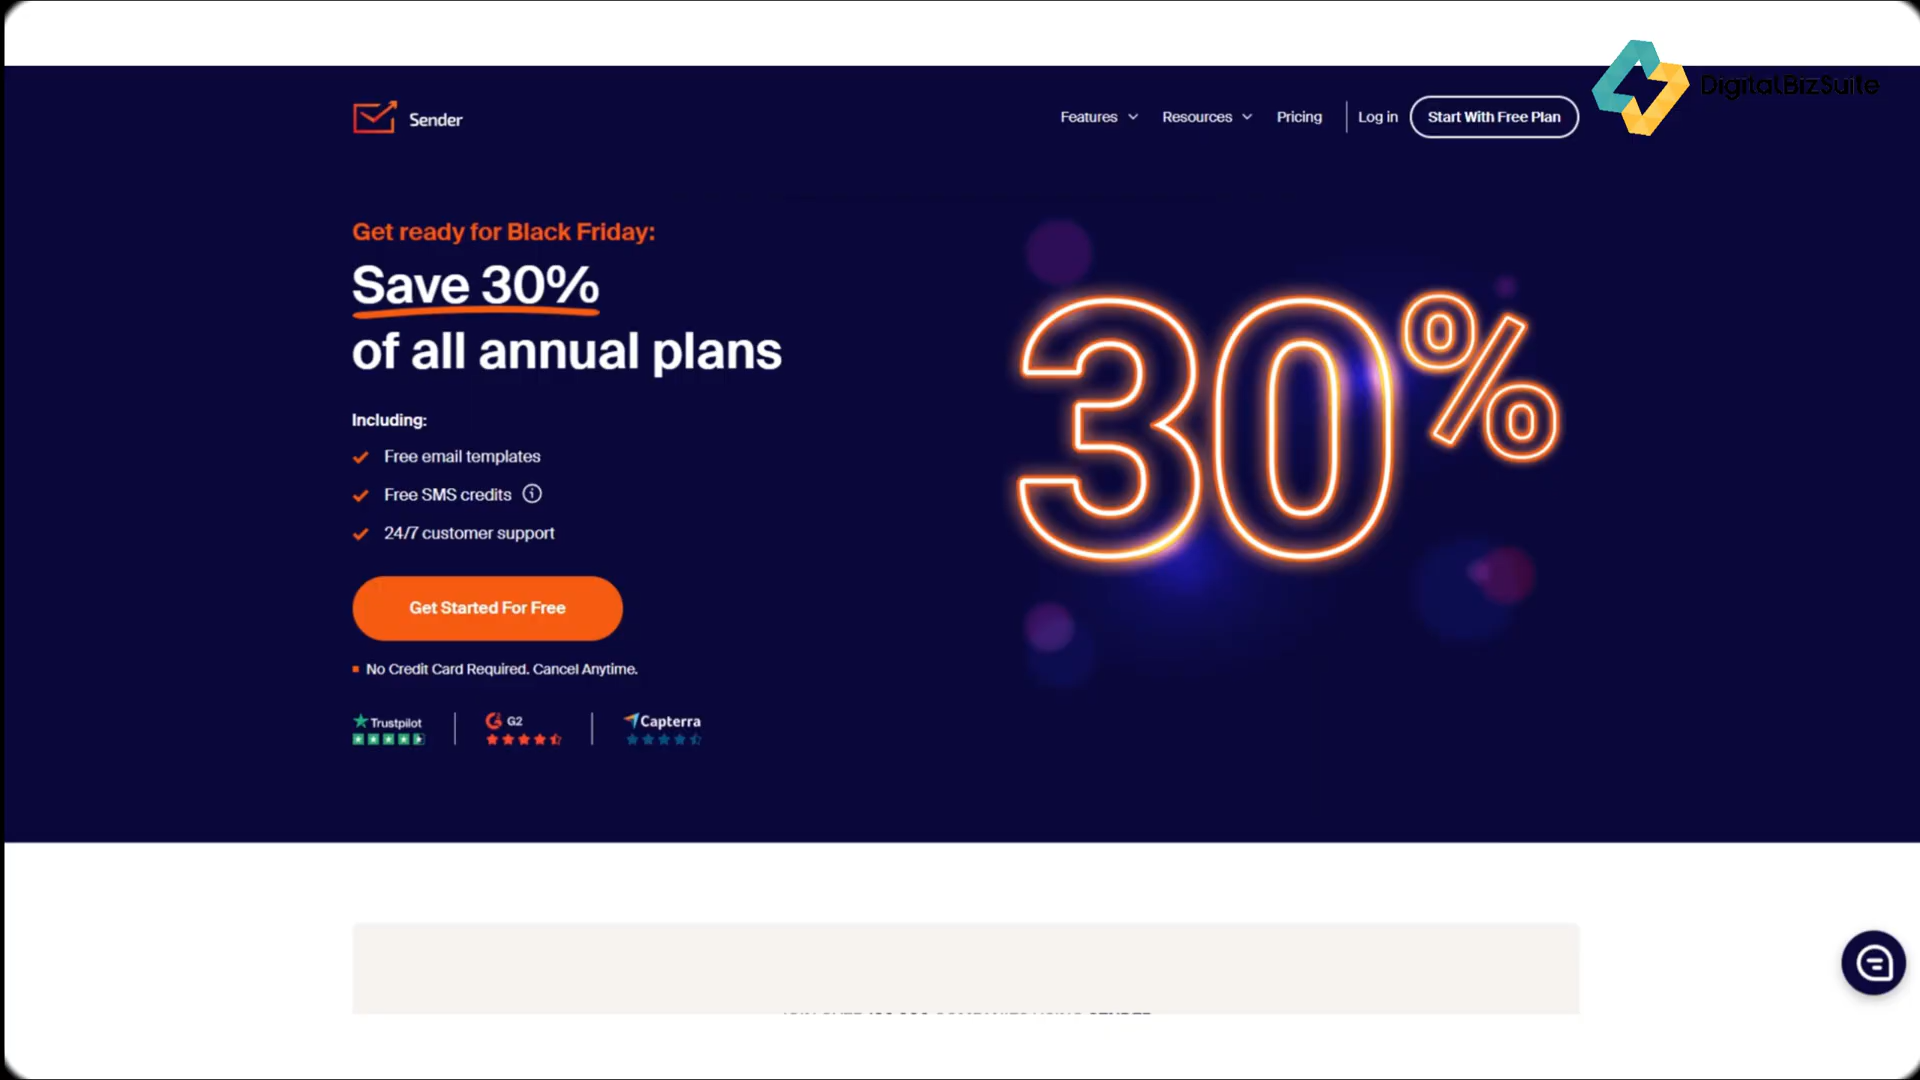 DigitalBizSuite
Sender
Features
Resources
Pricing
Log in
Start With Free Plan
Get ready for Black Friday:
Save 30%
of all annual plans
Including:
Free email templates
Free SMS credits
24/7 customer support
Get Started For Free
No Credit Card Required. Cancel Anytime.
Trustpilot
G2
Capterra
30%